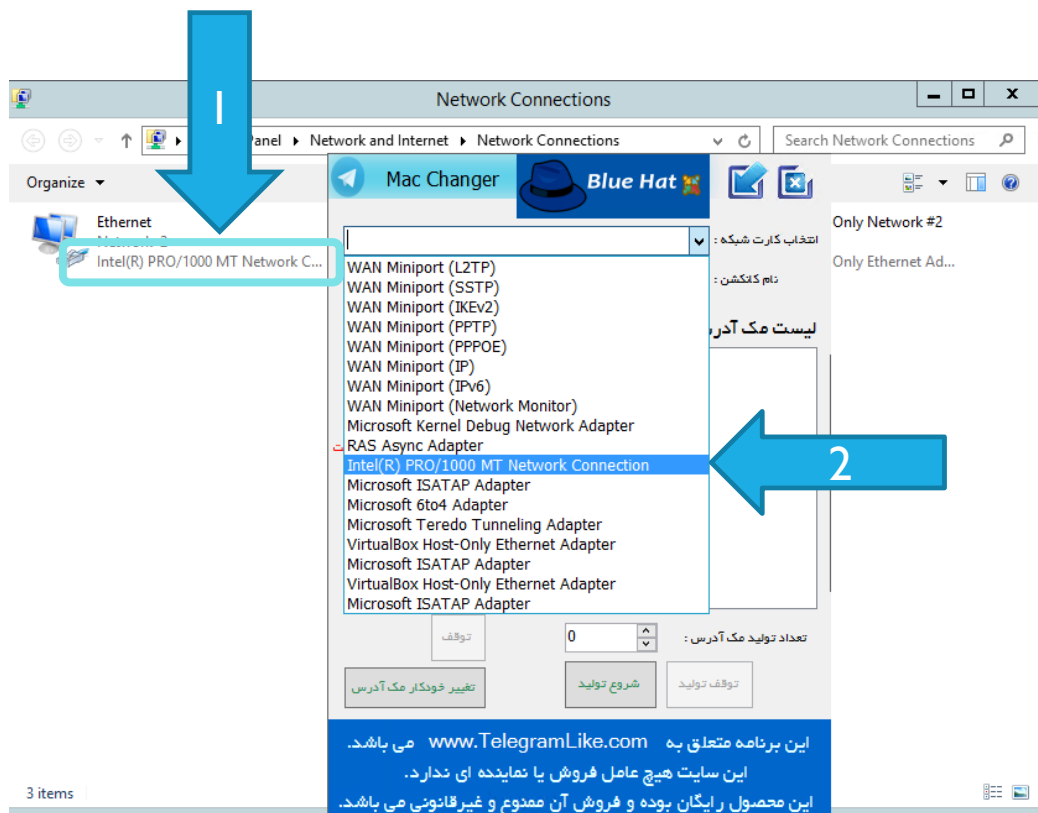 1
Network Connections
anel ▸ Network and Internet ▸ Network Connections
Search Network Connections
Organize
Mac Changer
Blue Hat
Ethernet
Intel(R) PRO/1000 MT Network C...
Only Network #2
Only Ethernet Ad...
انتخاب کارت شبکه :
نام کانکشن :
لیست مک آدر
WAN Miniport (L2TP)
WAN Miniport (SSTP)
WAN Miniport (IKEv2)
WAN Miniport (PPTP)
WAN Miniport (PPPOE)
WAN Miniport (IP)
WAN Miniport (IPv6)
WAN Miniport (Network Monitor)
Microsoft Kernel Debug Network Adapter
RAS Async Adapter
Intel(R) PRO/1000 MT Network Connection
Microsoft ISATAP Adapter
Microsoft 6to4 Adapter
Microsoft Teredo Tunneling Adapter
VirtualBox Host-Only Ethernet Adapter
Microsoft ISATAP Adapter
VirtualBox Host-Only Ethernet Adapter
Microsoft ISATAP Adapter
2
تعداد تولید مک آدرس :
0
توقف
توقف تولید
شروع تولید
تغییر خودکار مک آدرس
این برنامه متعلق به www.TelegramLike.com می باشد.
این سایت هیچ عامل فروش یا نماینده ای ندارد.
این محصول رایگان بوده و فروش آن ممنوع و غیرقانونی می باشد.
3 items